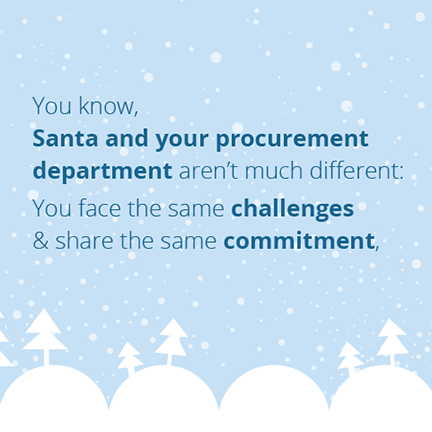 You know,
Santa and your procurement
department aren’t much different:
You face the same challenges
& share the same commitment,